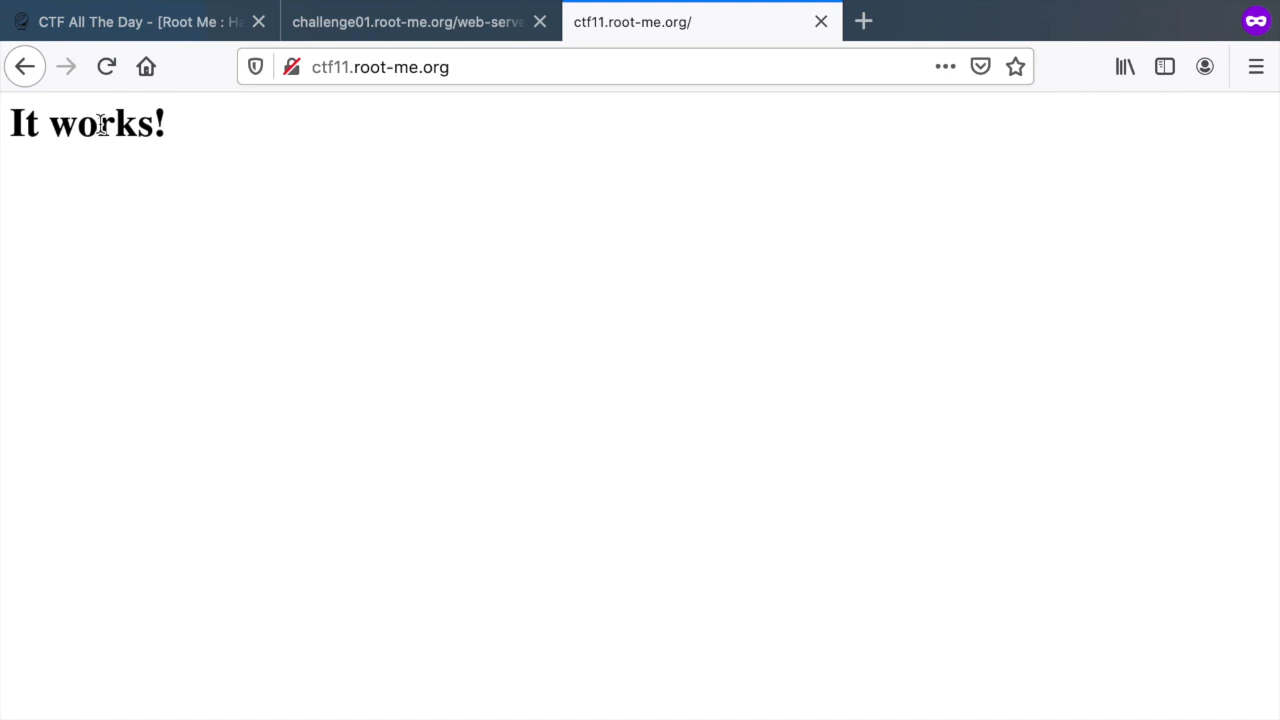 CTF All The Day - [Root Me : Ha
challenge01.root-me.org/web-serve
ctf11.root-me.org/
ctf11.root-me.org
It works!